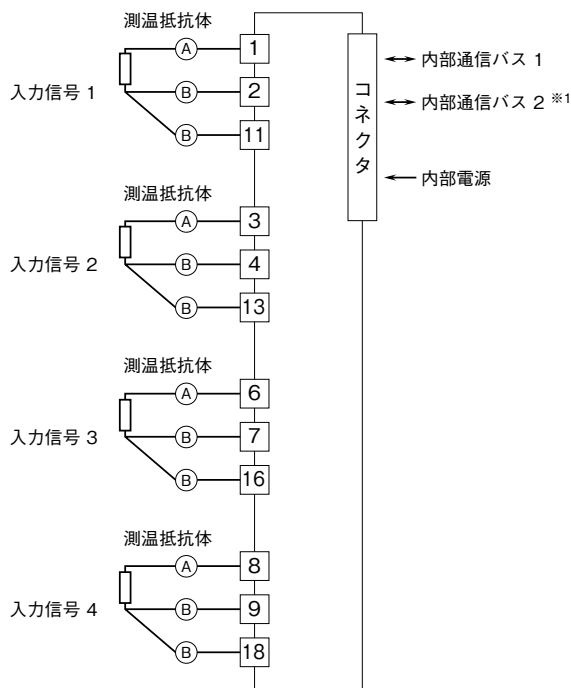 測温抵抗体
入力信号 1
A 1
B 2
B 11
測温抵抗体
入力信号 2
A 3
B 4
B 13
測温抵抗体
入力信号 3
A 6
B 7
B 16
測温抵抗体
入力信号 4
A 8
B 9
B 18
コネクタ
内部通信バス 1
内部通信バス 2 ※1
内部電源